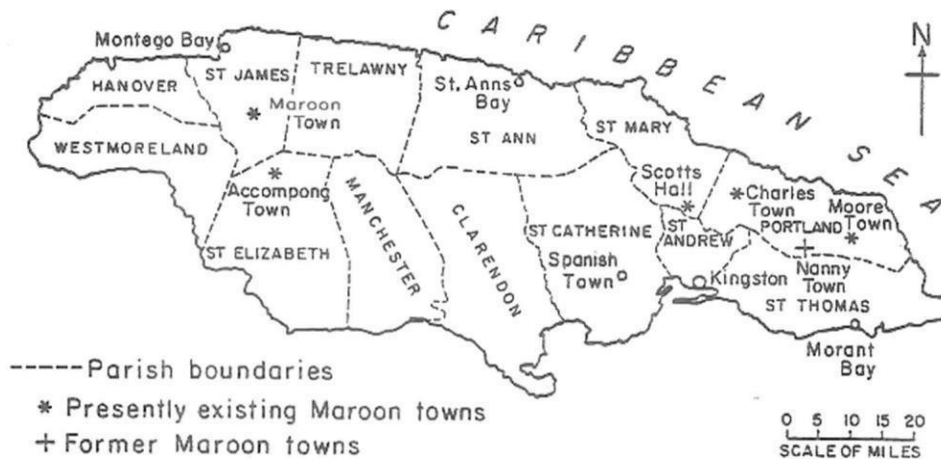 CARIBBEAN SEA
N
Montego Bay
ST JAMES
TRELAWNY
HANOVER
Maroon
Town
St. Anns
Bay
ST ANN
ST MARY
WESTMORELAND
Accompong
Town
MANCHESTER
CLARENDON
Scotts
Hall
Charles
Town
Moore
Town
PORTLAND
ST
ANDREW
ST CATHERINE
ST ELIZABETH
Spanish
Town
Kingston
Nanny
Town
ST THOMAS
Morant
Bay
Parish boundaries
* Presently existing Maroon towns
+ Former Maroon towns
0 5 10 15 20
SCALE OF MILES